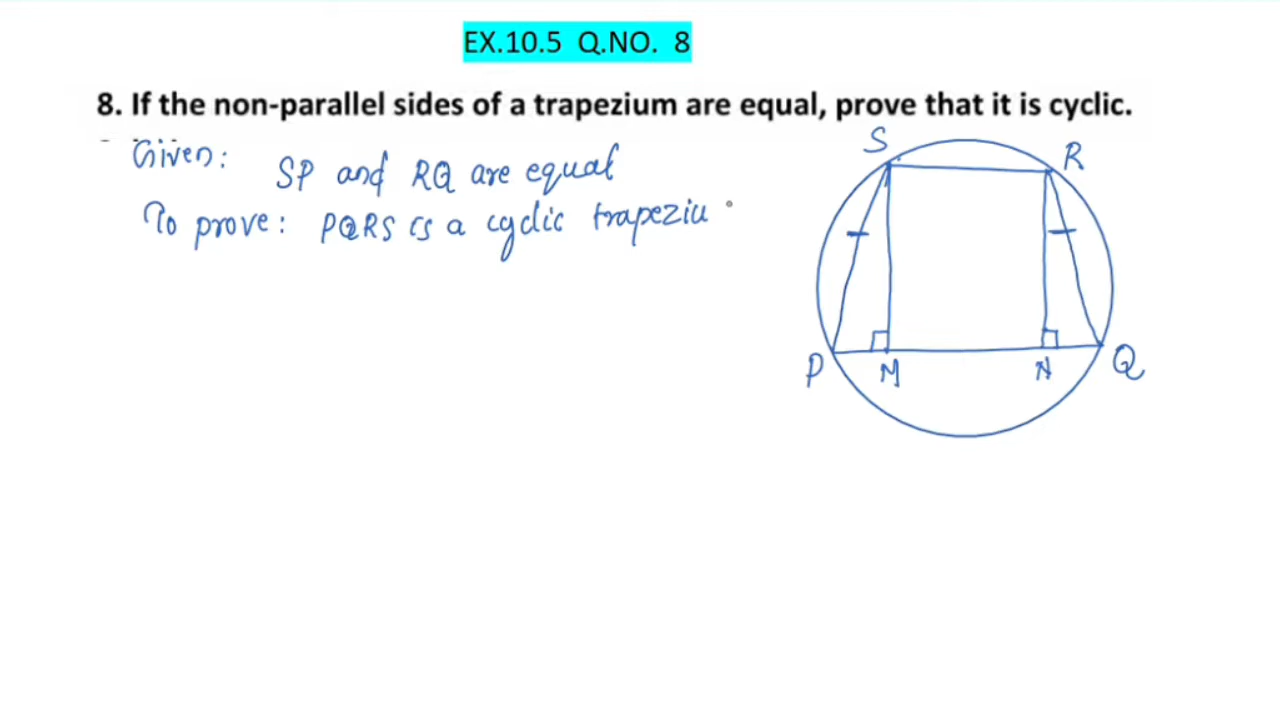 EX.10.5 Q.NO. 8
8. If the non-parallel sides of a trapezium are equal, prove that it is cyclic.
Given: SP and RQ are equal
To prove: PQRS is a cyclic trapeziu
S
R
P
M
N
Q